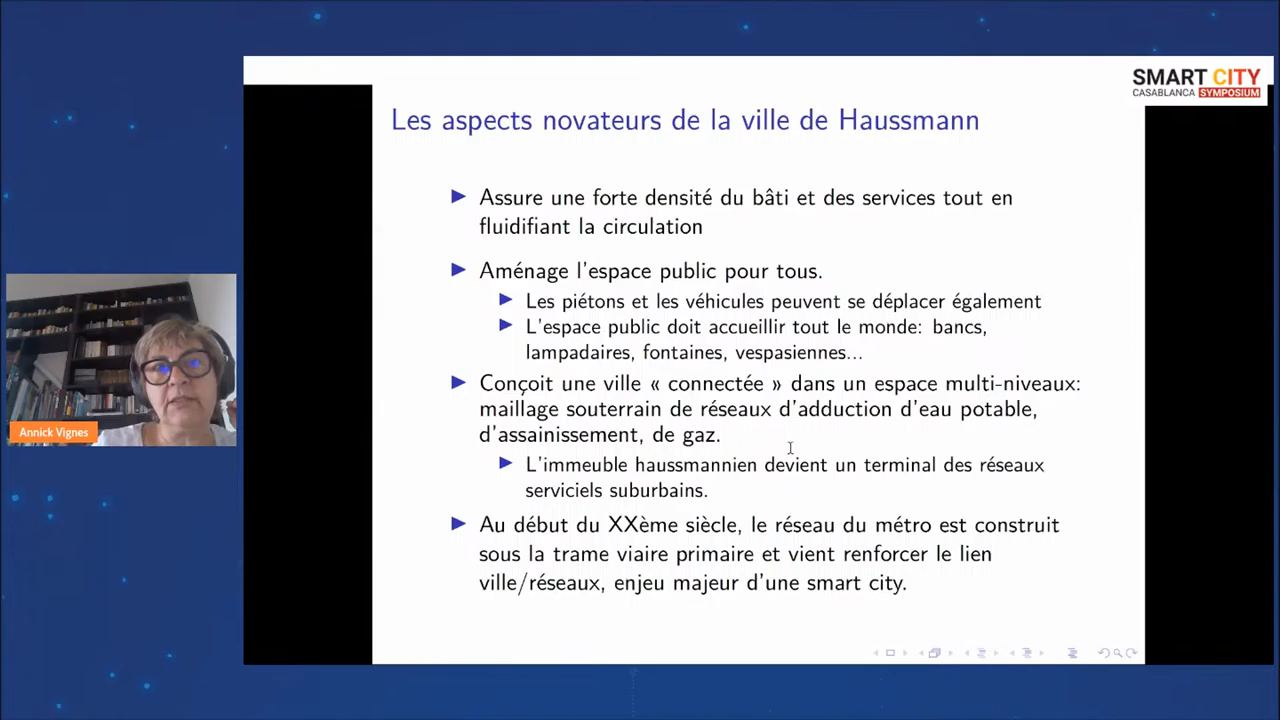 SMART CITY
CASABLANCA SYMPOSIUM
Les aspects novateurs de la ville de Haussmann
Assure une forte densité du bâti et des services tout en
fluidifiant la circulation
Aménage l'espace public pour tous.
Les piétons et les véhicules peuvent se déplacer également
L'espace public doit accueillir tout le monde: bancs,
lampadaires, fontaines, vespasiennes...
Conçoit une ville « connectée » dans un espace multi-niveaux:
maillage souterrain de réseaux d'adduction d'eau potable,
d'assainissement, de gaz.
L'immeuble haussmannien devient un terminal des réseaux
serviciels suburbains.
Au début du XXème siècle, le réseau du métro est construit
sous la trame viaire primaire et vient renforcer le lien
ville/réseaux, enjeu majeur d'une smart city.
Annick Vignes